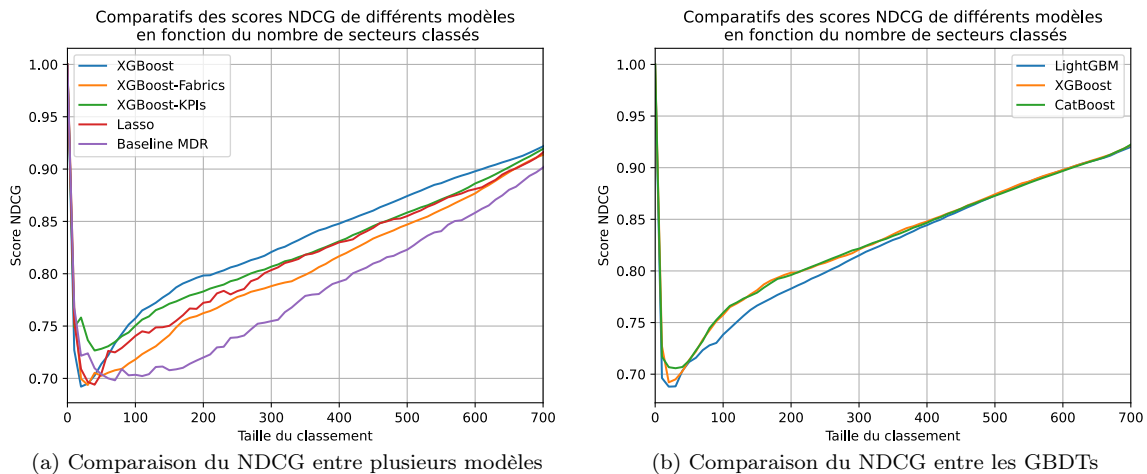 Comparatifs des scores NDCG de différents modèles
en fonction du nombre de secteurs classés
1.00
0.95
0.90
0.85
0.80
0.75
0.70
Score NDCG
XGBoost
XGBoost-Fabrics
XGBoost-KPIs
Lasso
Baseline MDR
0 100 200 300 400 500 600 700
Taille du classement
(a) Comparaison du NDCG entre plusieurs modèles
Comparatifs des scores NDCG de différents modèles
en fonction du nombre de secteurs classés
1.00
0.95
0.90
0.85
0.80
0.75
0.70
Score NDCG
LightGBM
XGBoost
CatBoost
0 100 200 300 400 500 600 700
Taille du classement
(b) Comparaison du NDCG entre les GBDTs